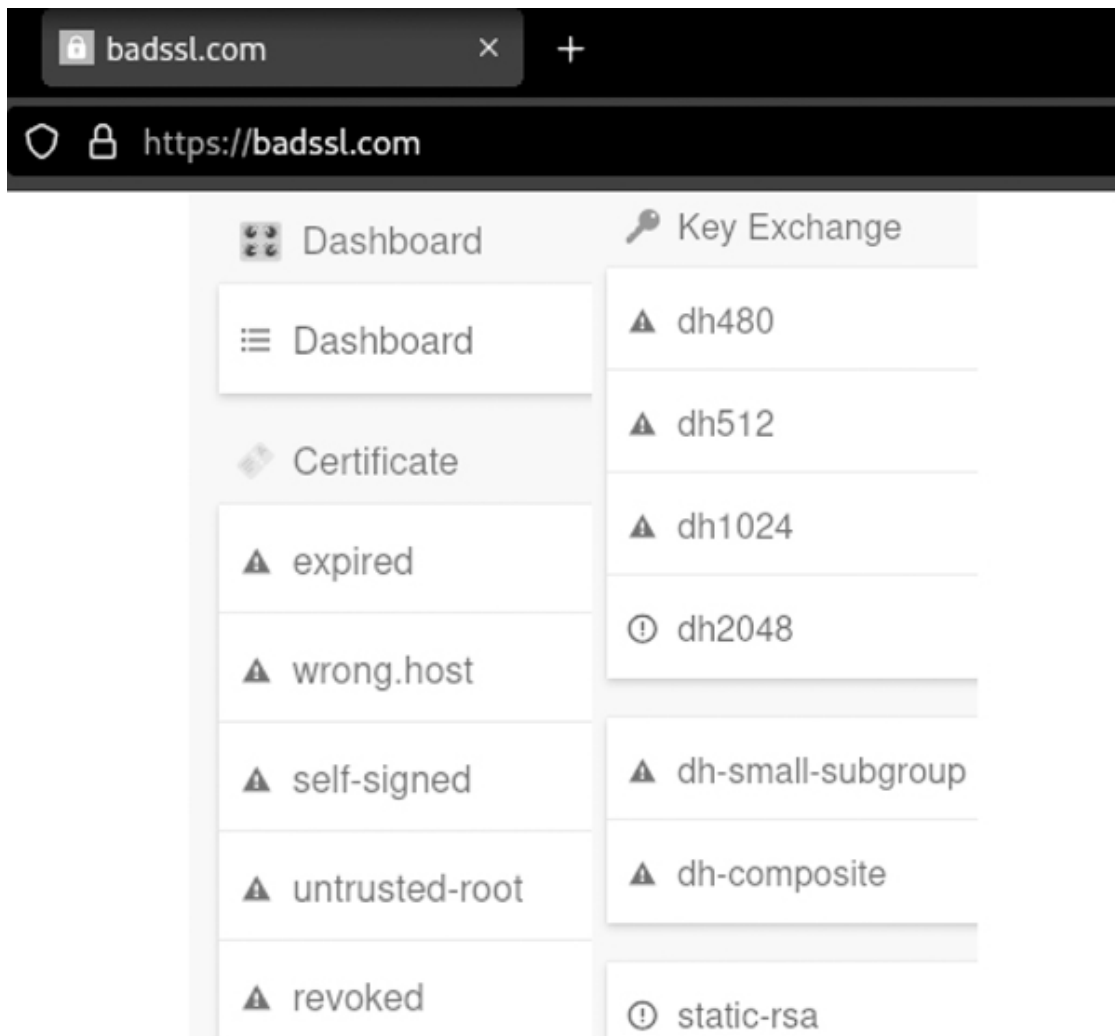 badssl.com
https://badssl.com
Dashboard
Dashboard
Certificate
expired
wrong.host
self-signed
untrusted-root
revoked
Key Exchange
dh480
dh512
dh1024
dh2048
dh-small-subgroup
dh-composite
static-rsa